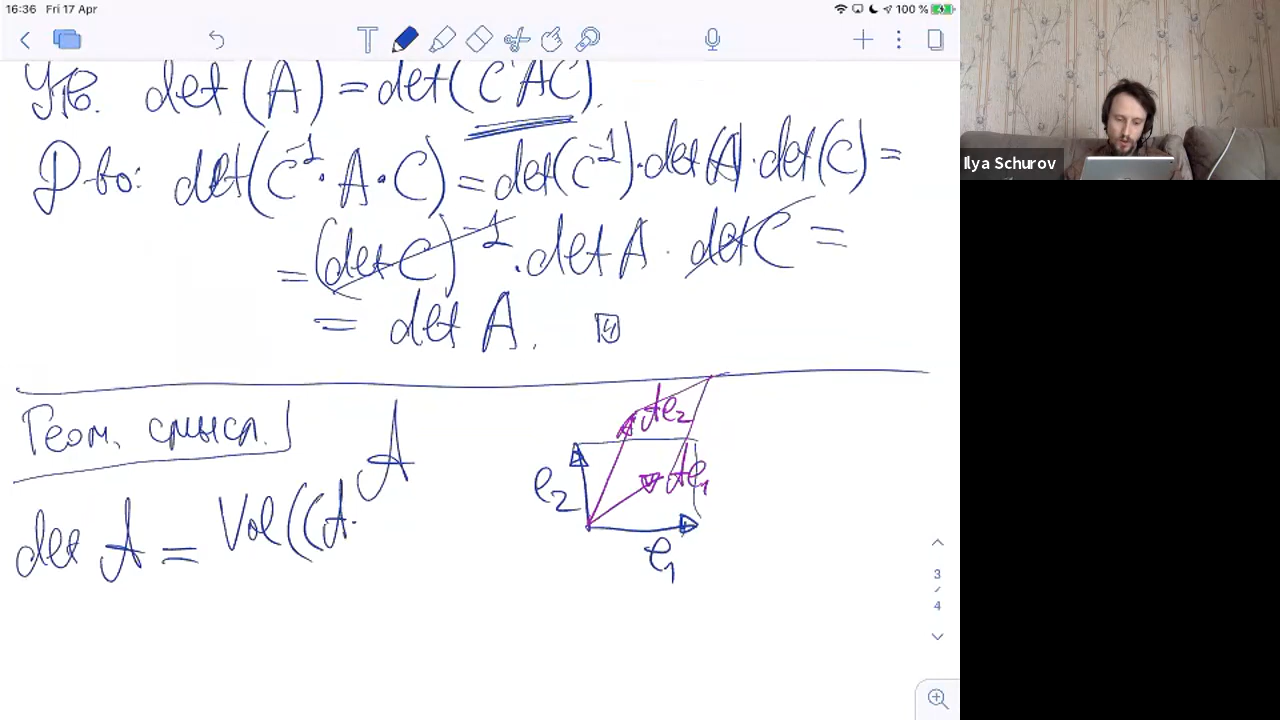 16:36 Fri 17 Apr
100 %
Утв. det(A) = det(C⁻¹AC).
Д-во: det(C⁻¹·A·C) = det(C⁻¹)·det(A)·det(C) =
= (det C)⁻¹·det A·det C =
= det A.
Геом. смысл.
A
det A = Vol((A·
e₂
Ae₂
Ae₁
e₁
3
/
4
Ilya Schurov